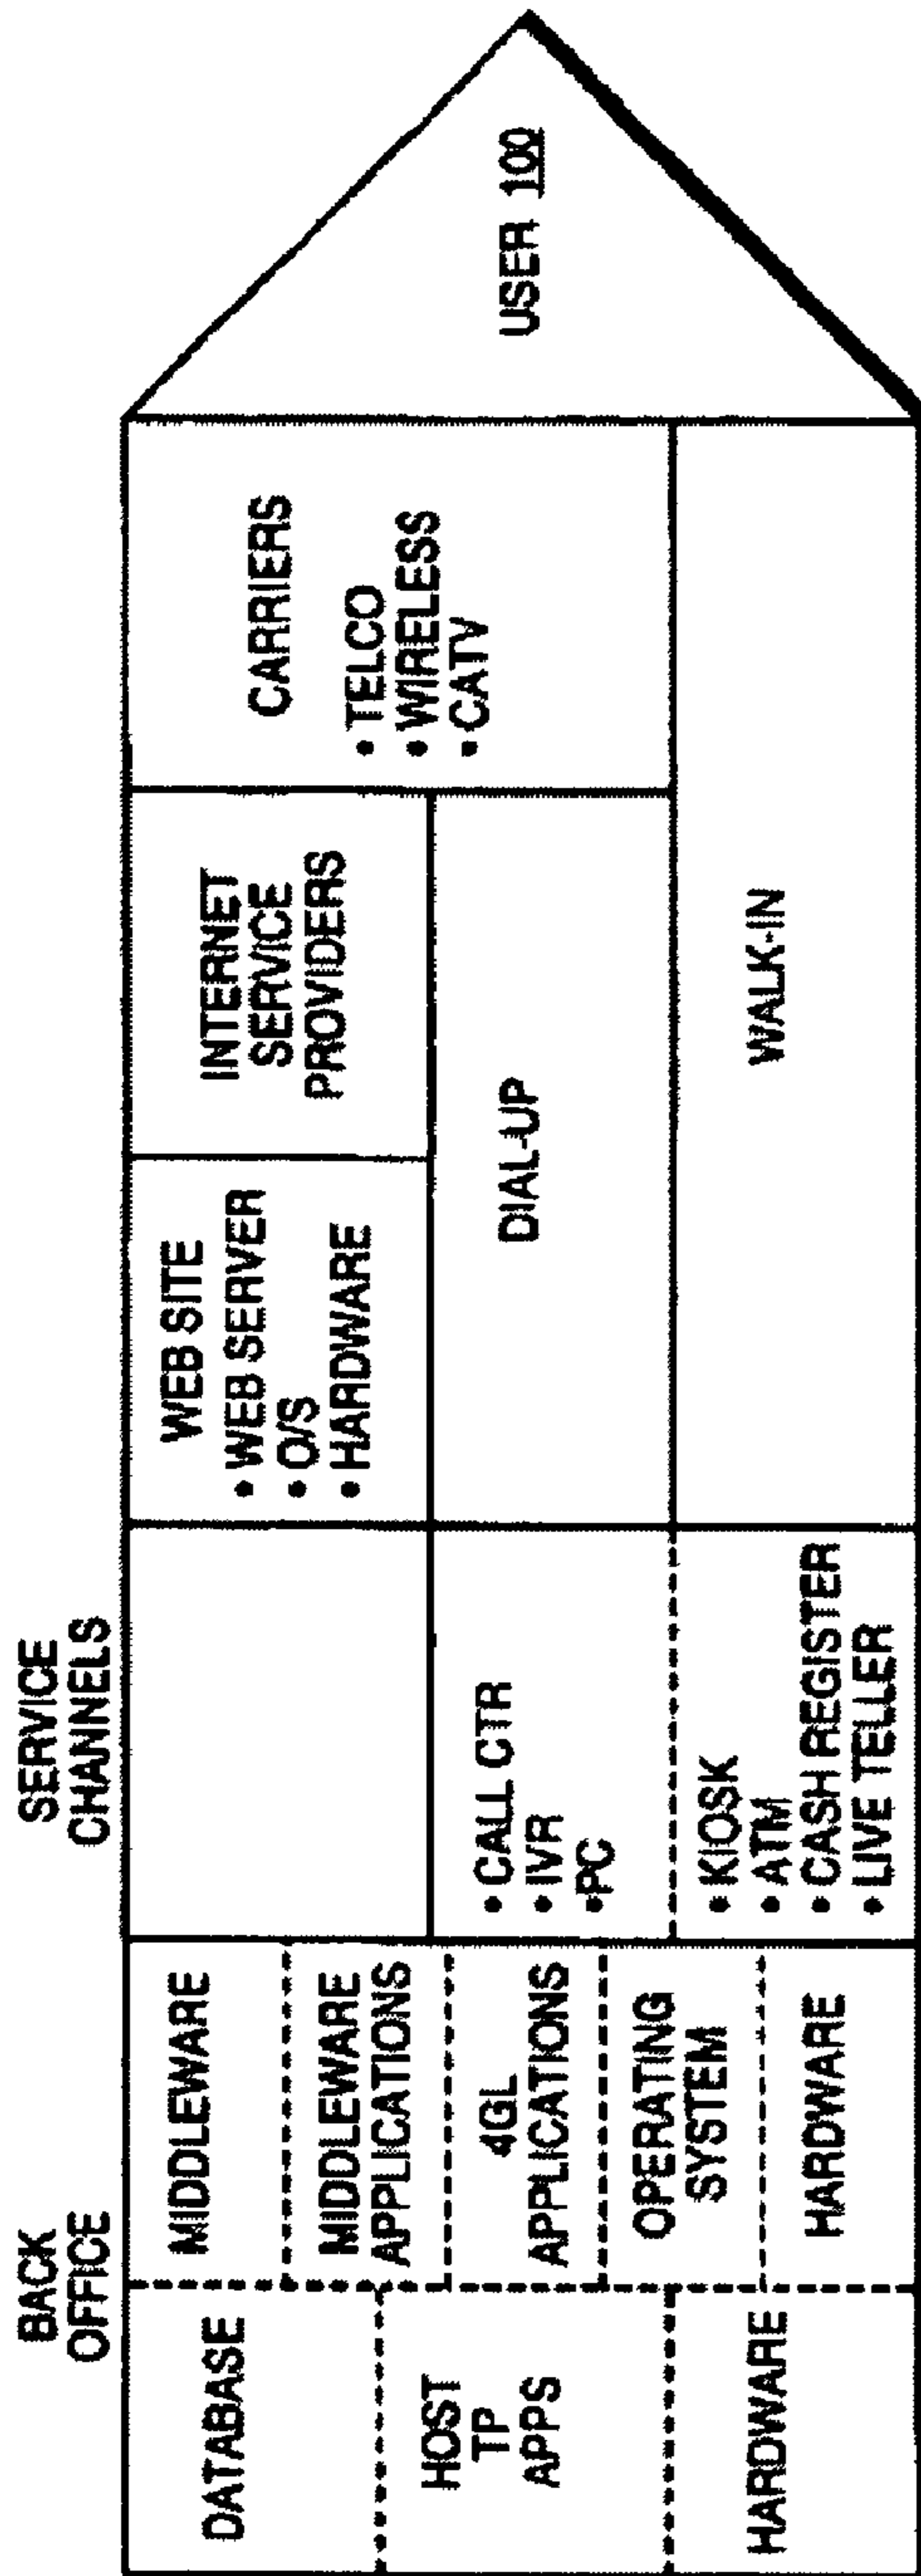 BACK
OFFICE
SERVICE
CHANNELS
DATABASE
HOST
TP
APPS
HARDWARE
MIDDLEWARE
MIDDLEWARE
APPLICATIONS
4GL
APPLICATIONS
OPERATING
SYSTEM
HARDWARE
• CALL CTR
• IVR
• PC
• KIOSK
• ATM
• CASH REGISTER
• LIVE TELLER
WEB SITE
• WEB SERVER
• O/S
• HARDWARE
INTERNET
SERVICE
PROVIDERS
DIAL-UP
WALK-IN
CARRIERS
• TELCO
• WIRELESS
• CATV
USER 100